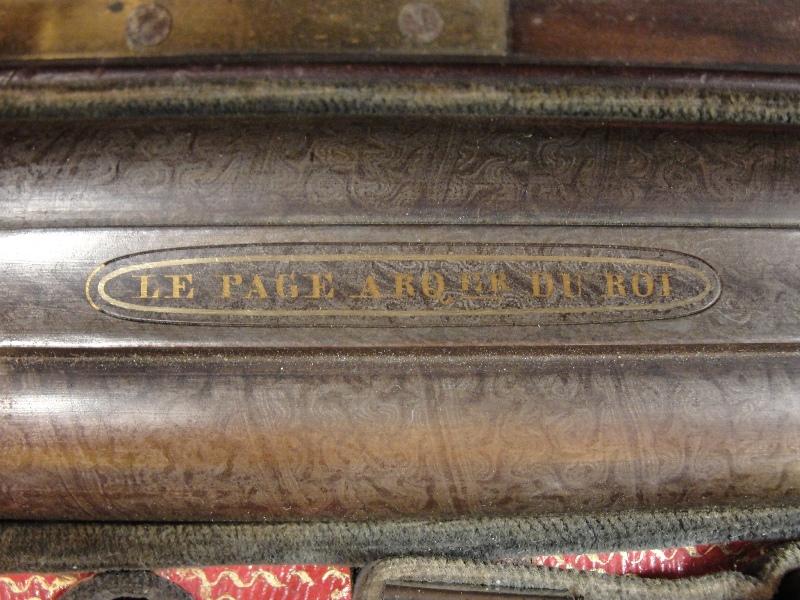 LE PAGE ARQER DU ROI